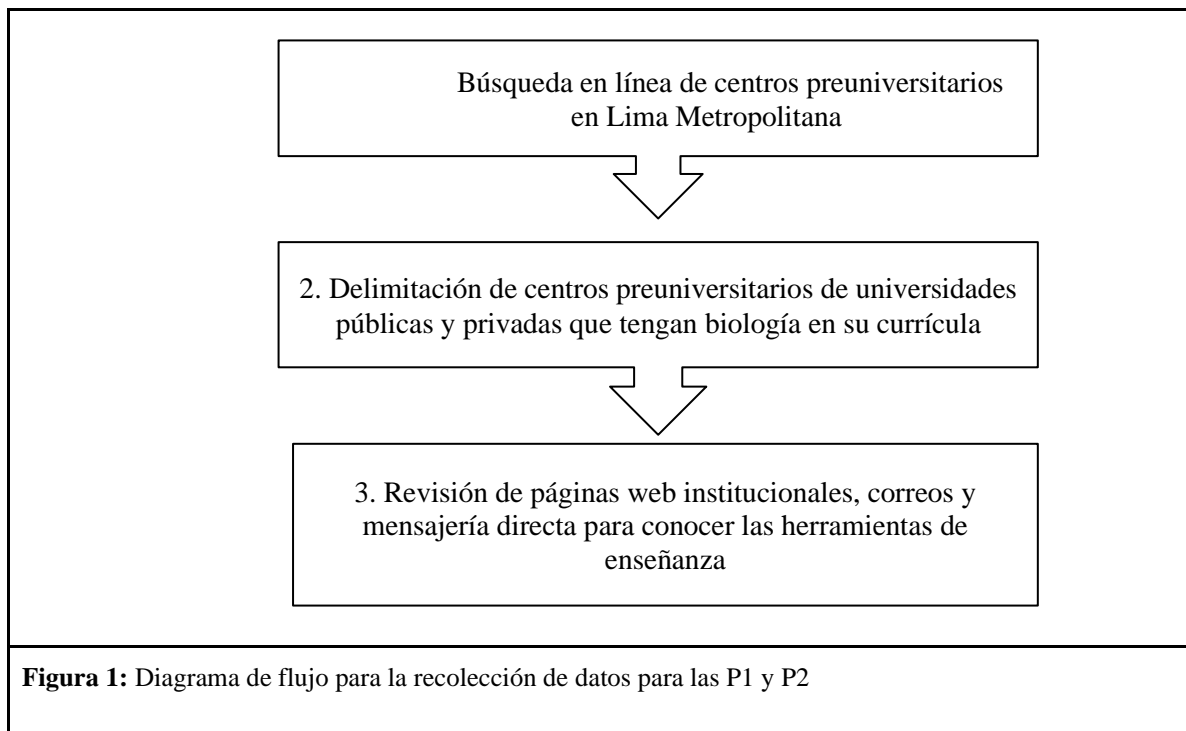 Búsqueda en línea de centros preuniversitarios
en Lima Metropolitana
2. Delimitación de centros preuniversitarios de universidades
públicas y privadas que tengan biología en su currícula
3. Revisión de páginas web institucionales, correos y
mensajería directa para conocer las herramientas de
enseñanza
Figura 1: Diagrama de flujo para la recolección de datos para las P1 y P2